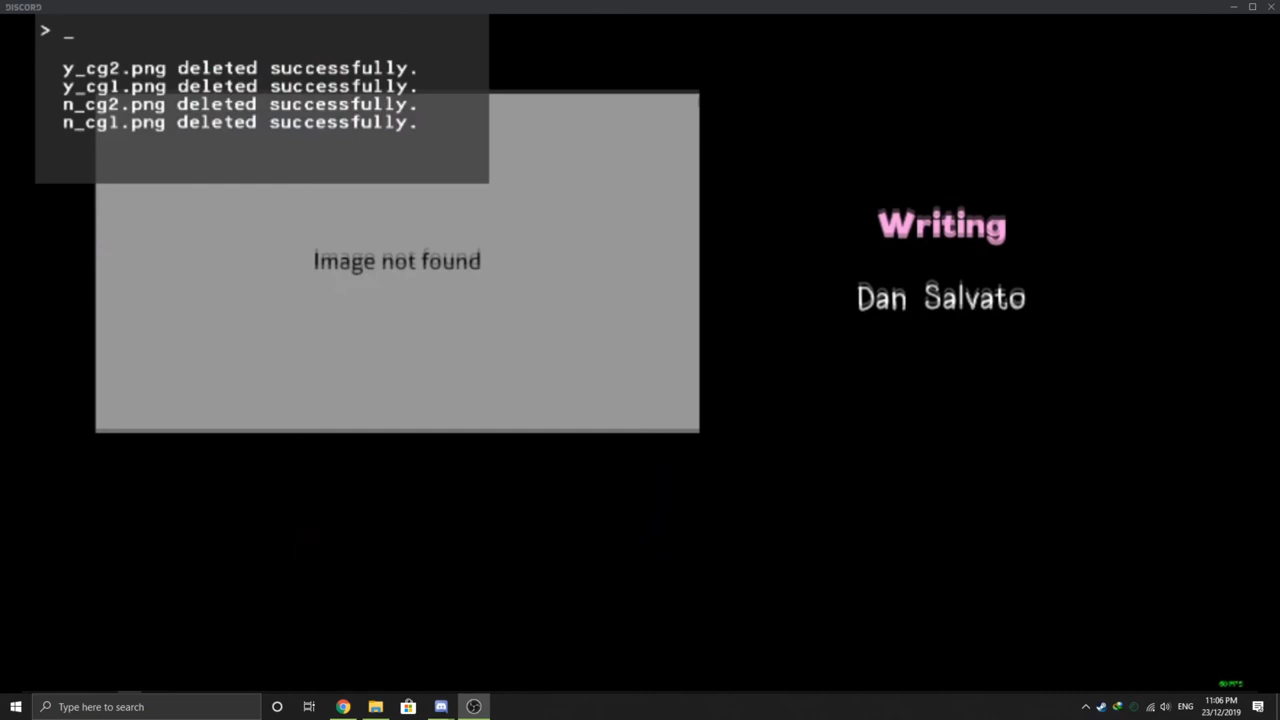 DISCORD
> _
y_cg2.png deleted successfully.
y_cg1.png deleted successfully.
n_cg2.png deleted successfully.
n_cg1.png deleted successfully.
Image not found
Writing
Dan Salvato
Type here to search
ENG
11:06 PM
23/12/2019